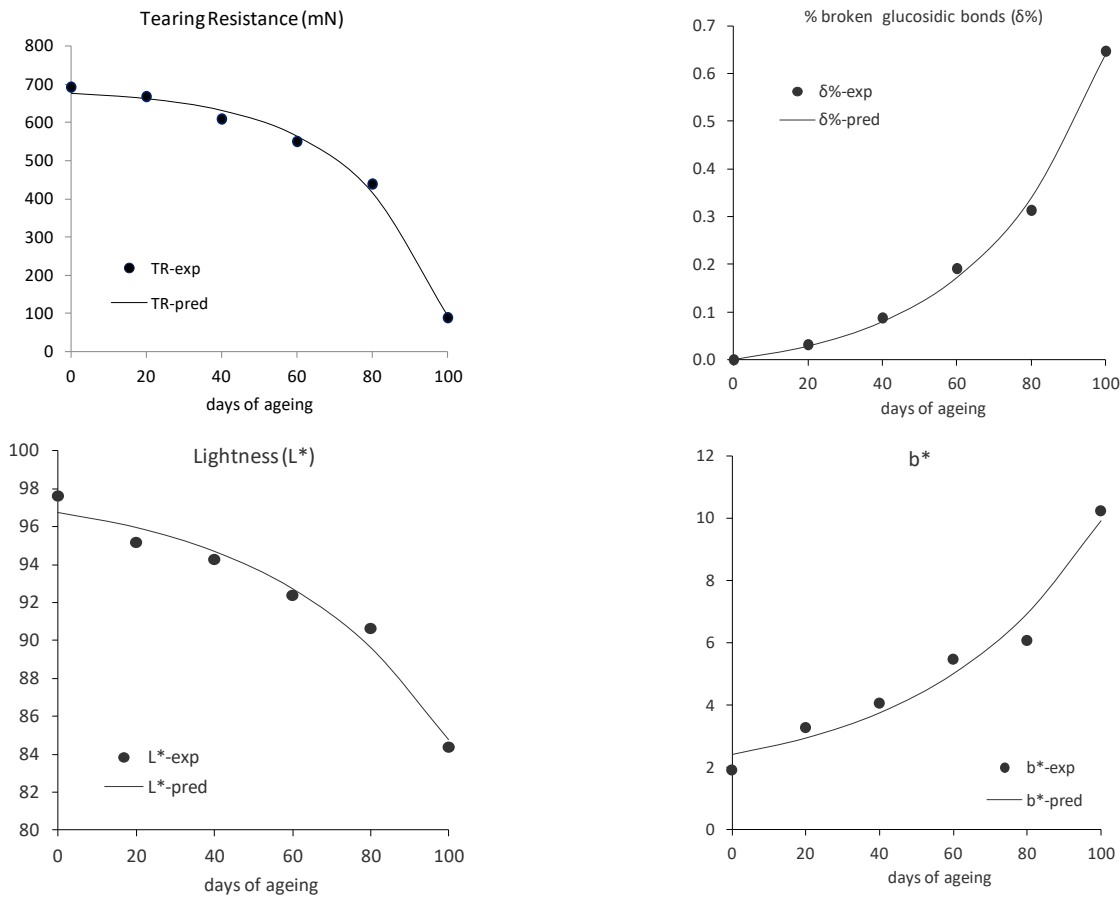 Tearing Resistance (mN)
800
700
600
500
400
300
200
100
0
TR-exp
TR-pred
0 20 40 60 80 100
days of ageing
% broken glucosidic bonds (δ%)
0.7
0.6
0.5
0.4
0.3
0.2
0.1
0.0
δ%-exp
δ%-pred
0 20 40 60 80 100
days of ageing
Lightness (L*)
100
98
96
94
92
90
88
86
84
82
80
L*-exp
L*-pred
0 20 40 60 80 100
days of ageing
b*
12
10
8
6
4
2
0
b*-exp
b*-pred
0 20 40 60 80 100
days of ageing